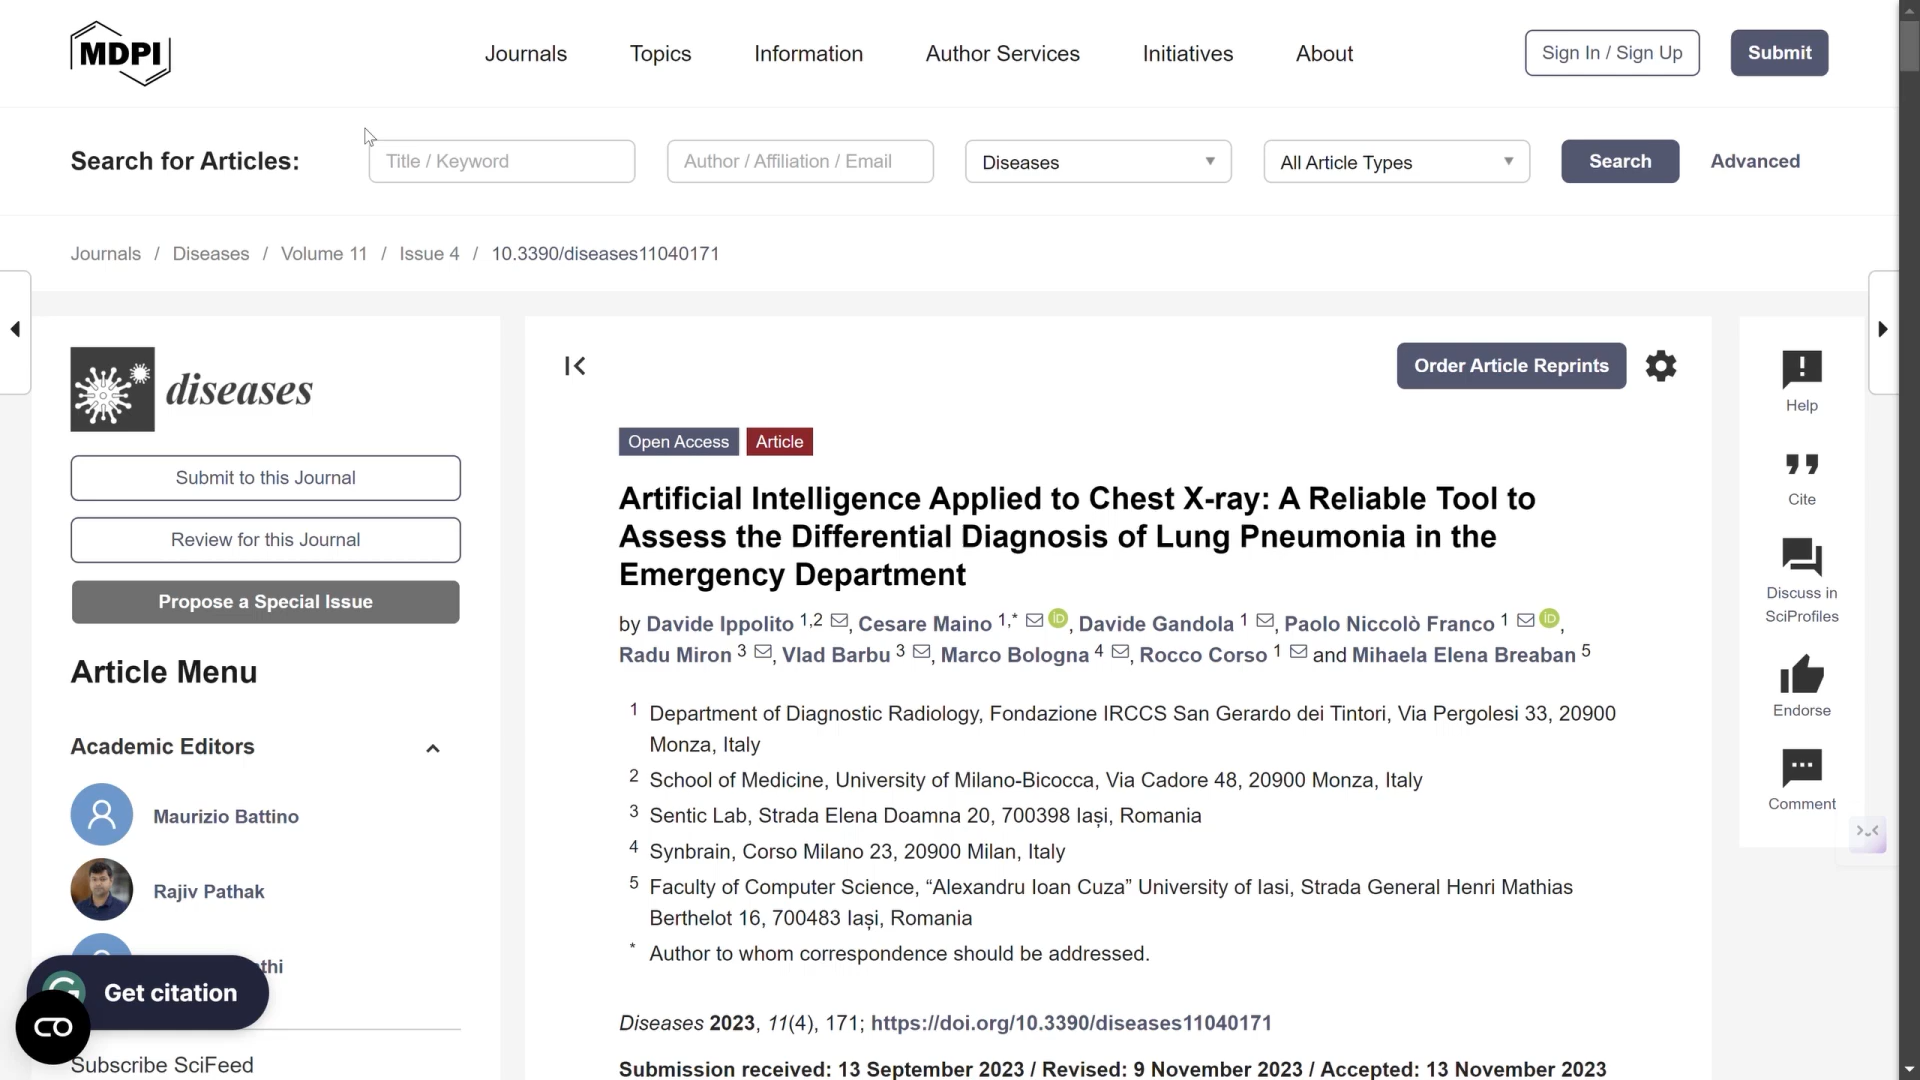 MDPI
Journals Topics Information Author Services Initiatives About
Sign In / Sign Up Submit
Search for Articles: Title / Keyword Author / Affiliation / Email Diseases All Article Types Search Advanced
Journals / Diseases / Volume 11 / Issue 4 / 10.3390/diseases11040171
diseases
Submit to this Journal
Review for this Journal
Propose a Special Issue
Article Menu
Academic Editors
Maurizio Battino
Rajiv Pathak
Get citation
Subscribe SciFeed
Order Article Reprints
Open Access Article
Artificial Intelligence Applied to Chest X-ray: A Reliable Tool to
Assess the Differential Diagnosis of Lung Pneumonia in the
Emergency Department
by Davide Ippolito 1,2, Cesare Maino 1,* iD, Davide Gandola 1, Paolo Niccolò Franco 1 iD,
Radu Miron 3, Vlad Barbu 3, Marco Bologna 4, Rocco Corso 1 and Mihaela Elena Breaban 5
1 Department of Diagnostic Radiology, Fondazione IRCCS San Gerardo dei Tintori, Via Pergolesi 33, 20900
Monza, Italy
2 School of Medicine, University of Milano-Bicocca, Via Cadore 48, 20900 Monza, Italy
3 Sentic Lab, Strada Elena Doamna 20, 700398 Iași, Romania
4 Synbrain, Corso Milano 23, 20900 Milan, Italy
5 Faculty of Computer Science, “Alexandru Ioan Cuza” University of Iasi, Strada General Henri Mathias
Berthelot 16, 700483 Iași, Romania
* Author to whom correspondence should be addressed.
Diseases 2023, 11(4), 171; https://doi.org/10.3390/diseases11040171
Submission received: 13 September 2023 / Revised: 9 November 2023 / Accepted: 13 November 2023
Help
Cite
Discuss in
SciProfiles
Endorse
Comment